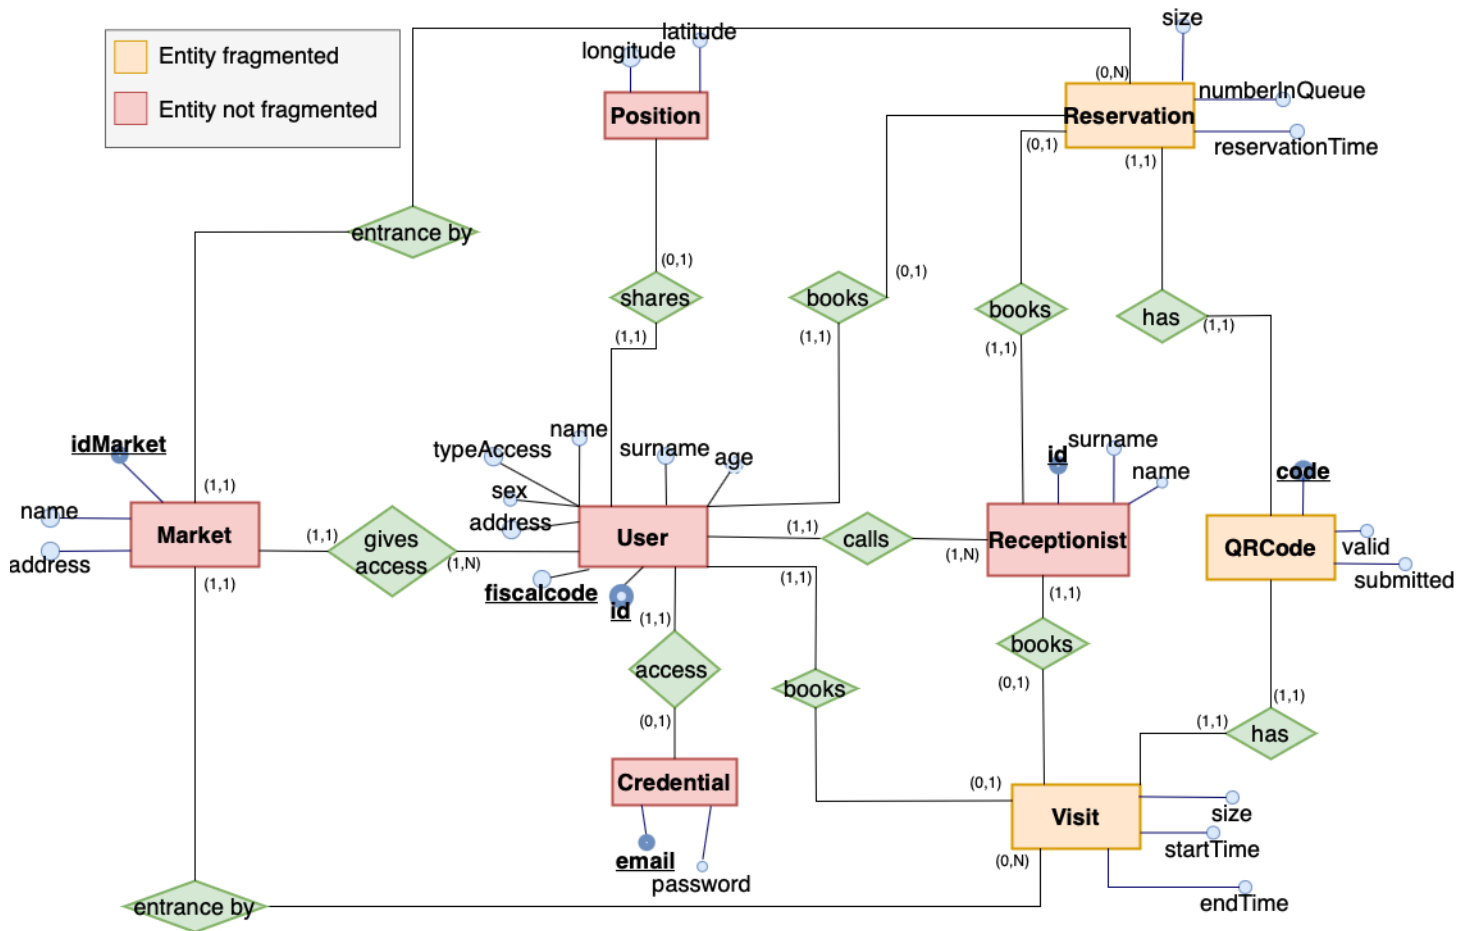 Entity fragmented
Entity not fragmented
longitude
latitude
Position
size
(0,N)
numberInQueue
Reservation
reservationTime
(0,1)
(1,1)
entrance by
(0,1)
shares
(1,1)
books
(0,1)
(1,1)
books
(1,1)
has
(1,1)
idMarket
(1,1)
name
Market
address
(1,1)
(1,1)
gives
access
(1,N)
typeAccess
name
surname
age
sex
address
User
fiscalcode
id
(1,1)
calls
(1,N)
id
surname
name
Receptionist
code
QRCode
valid
submitted
(1,1)
access
(0,1)
Credential
email
password
(1,1)
books
(0,1)
(1,1)
books
(0,1)
(1,1)
has
(1,1)
Visit
size
startTime
endTime
(0,N)
entrance by